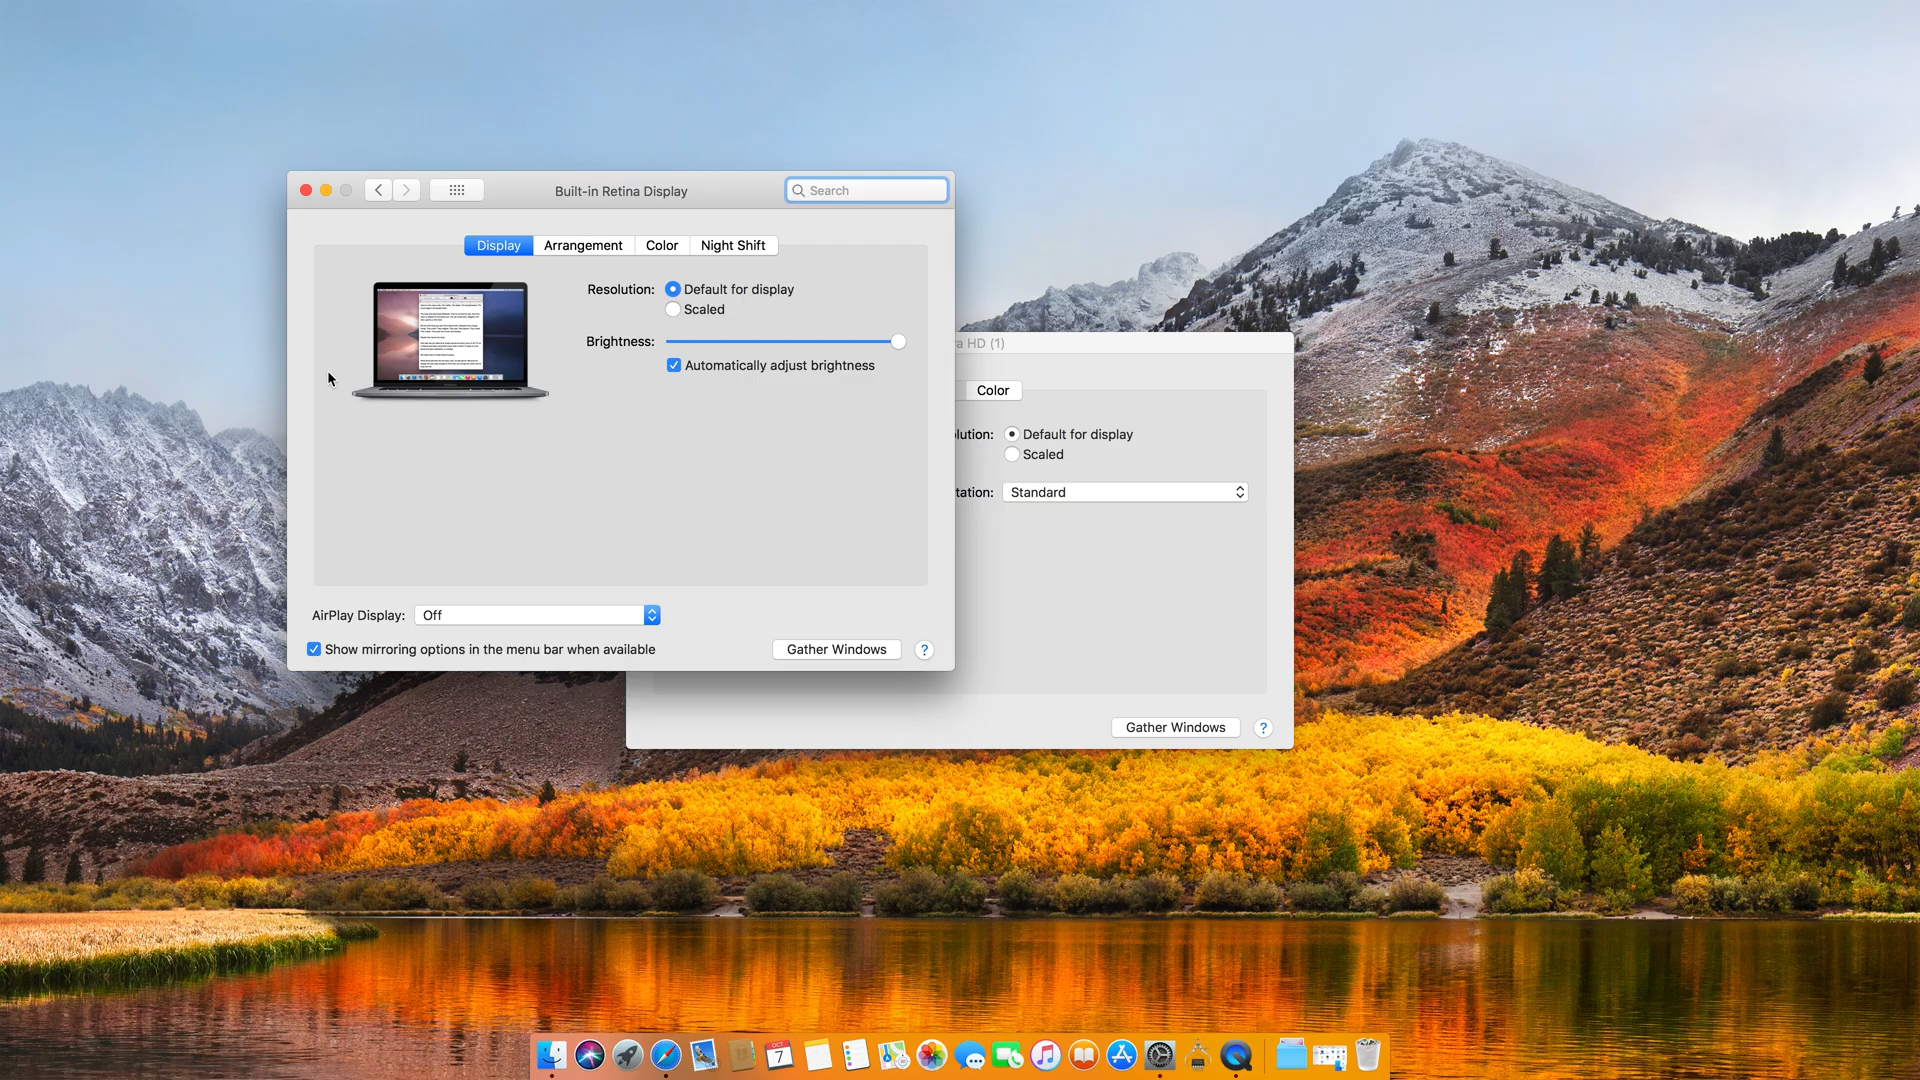 Built-in Retina Display
Search
Display Arrangement Color Night Shift
Resolution: Default for display
Scaled
Brightness:
Automatically adjust brightness
AirPlay Display: Off
Show mirroring options in the menu bar when available
Gather Windows ?
a HD (1)
Color
lution: Default for display
Scaled
tation: Standard
Gather Windows ?
OCT
7